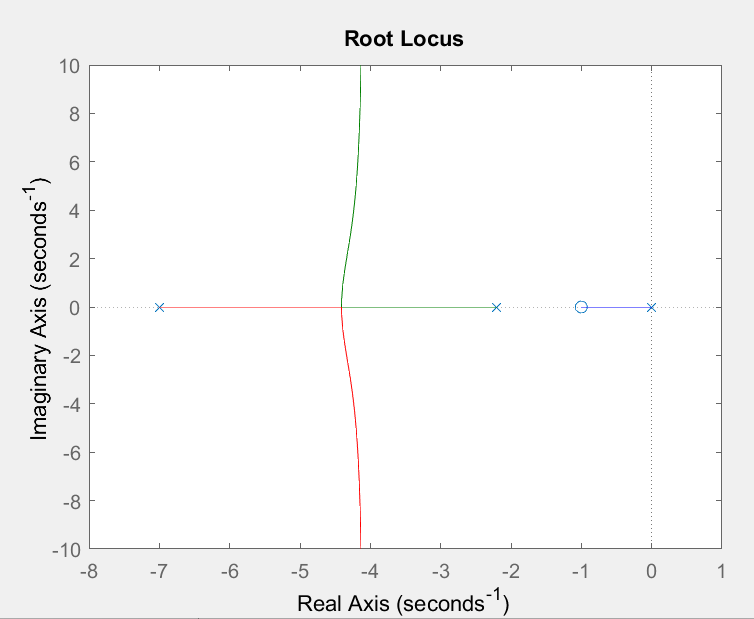 Root Locus
10
8
6
4
2
0
-2
-4
-6
-8
-10
Imaginary Axis (seconds⁻¹)
-8 -7 -6 -5 -4 -3 -2 -1 0 1
Real Axis (seconds⁻¹)